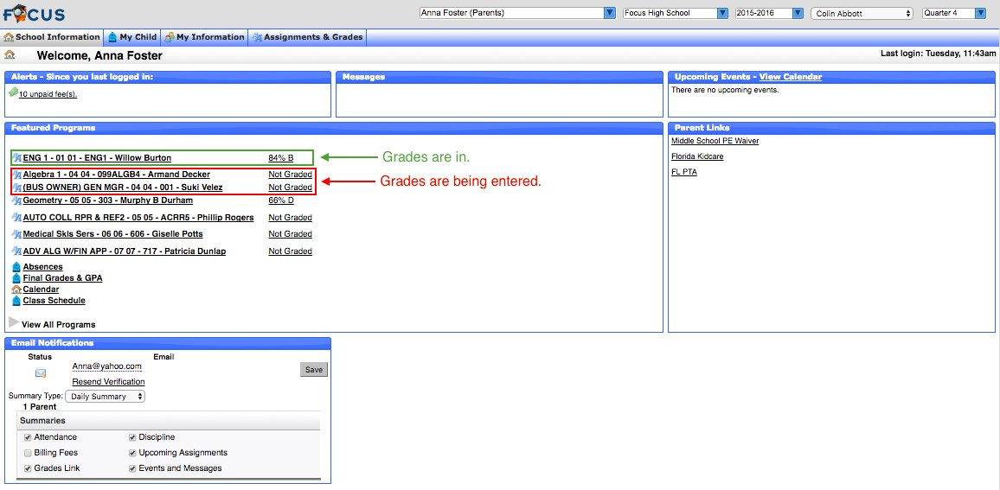 FOCUS
Anna Foster (Parents) Focus High School 2015-2016 Colin Abbott Quarter 4
School Information My Child My Information Assignments & Grades
Welcome, Anna Foster Last login: Tuesday, 11:43am
Alerts - Since you last logged in:
10 unpaid fee(s).
Messages
Upcoming Events - View Calendar
There are no upcoming events.
Featured Programs
ENG 1 - 01 01 - ENG1 - Willow Burton 84% B Grades are in.
Algebra 1 - 04 04 - 099ALGB4 - Armand Decker Not Graded
Grades are being entered.
(BUS OWNER) GEN MGR - 04 04 - 001 - Suki Velez Not Graded
Geometry - 05 05 - 303 - Murphy B Durham 66% D
AUTO COLL RPR & REF2 - 05 05 - ACRR5 - Phillip Rogers Not Graded
Medical Skls Sers - 06 06 - 606 - Giselle Potts Not Graded
ADV ALG W/FIN APP - 07 07 - 717 - Patricia Dunlap Not Graded
Absences
Final Grades & GPA
Calendar
Class Schedule
View All Programs
Parent Links
Middle School PE Waiver
Florida Kidcare
FL PTA
Email Notifications
Status Email
Anna@yahoo.com Save
Resend Verification
Summary Type: Daily Summary
1 Parent
Summaries
Attendance Discipline
Billing Fees Upcoming Assignments
Grades Link Events and Messages